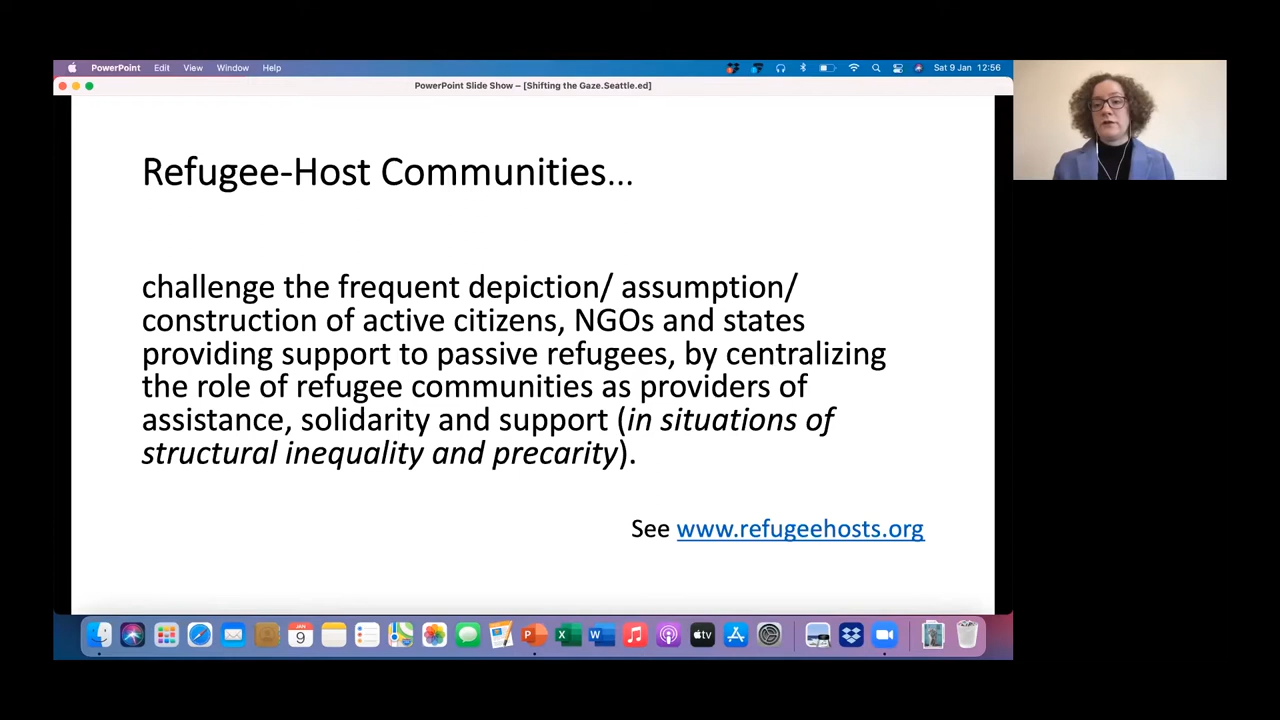 PowerPoint Edit View Window Help Sat 9 Jan 12:56
PowerPoint Slide Show – [Shifting the Gaze.Seattle.ed]
Refugee-Host Communities...
challenge the frequent depiction/ assumption/
construction of active citizens, NGOs and states
providing support to passive refugees, by centralizing
the role of refugee communities as providers of
assistance, solidarity and support (in situations of
structural inequality and precarity).
See www.refugeehosts.org
JAN
9
P
X
W
tv